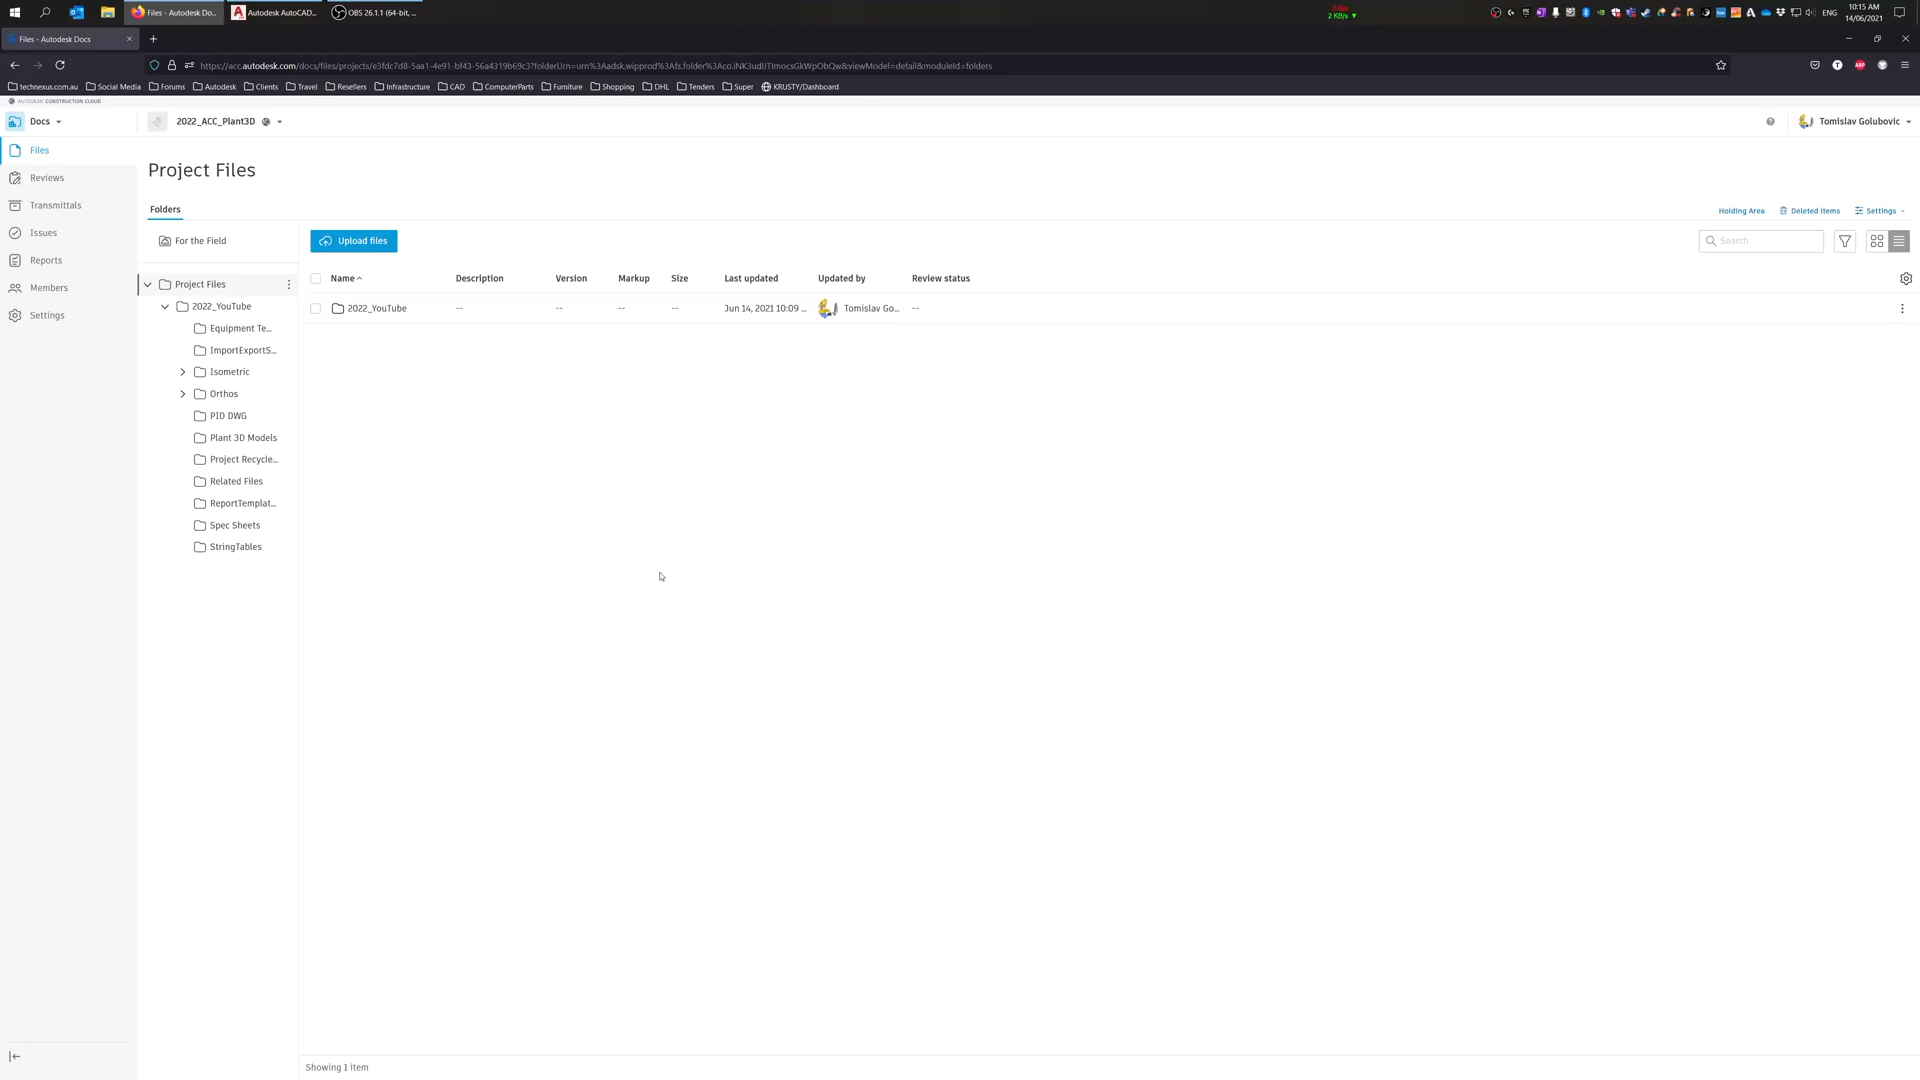 Files - Autodesk Do...
Autodesk AutoCAD...
OBS 26.1.1 (64-bit, ...
2 KB/s
ENG
10:15 AM
14/06/2021
Files - Autodesk Docs
https://acc.autodesk.com/docs/files/projects/e3fdc7d8-5aa1-4e91-bf43-56a4319b69c3?folderUrn=urn%3Aadsk.wipprod%3Afs.folder%3Aco.iNK3udlJTImocsGkWpObQw&viewModel=detail&moduleId=folders
technexus.com.au
Social Media
Forums
Autodesk
Clients
Travel
Resellers
Infrastructure
CAD
ComputerParts
Furniture
Shopping
DHL
Tenders
Super
KRUSTY/Dashboard
AUTODESK CONSTRUCTION CLOUD
Docs
2022_ACC_Plant3D
Tomislav Golubovic
Files
Reviews
Transmittals
Issues
Reports
Members
Settings
Project Files
Folders
Holding Area
Deleted items
Settings
For the Field
Upload files
Search
Project Files
2022_YouTube
Equipment Te...
ImportExportS...
Isometric
Orthos
PID DWG
Plant 3D Models
Project Recycle...
Related Files
ReportTemplat...
Spec Sheets
StringTables
Name
Description
Version
Markup
Size
Last updated
Updated by
Review status
2022_YouTube
--
--
--
--
Jun 14, 2021 10:09 ...
Tomislav Go...
--
Showing 1 item